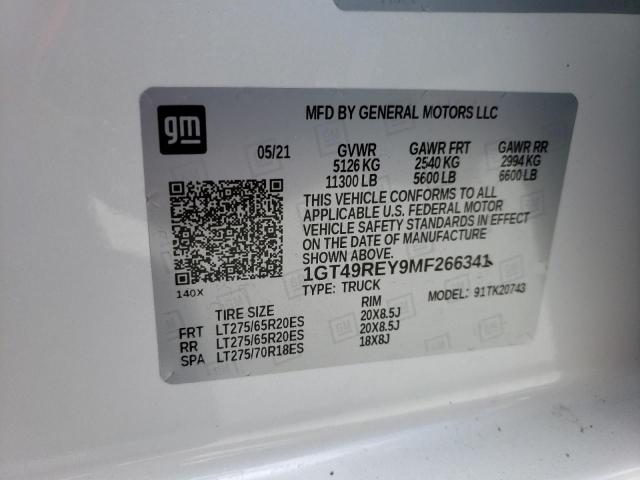 gm
MFD BY GENERAL MOTORS LLC
05/21 GVWR GAWR FRT GAWR RR
5126 KG 2540 KG 2994 KG
11300 LB 5600 LB 6600 LB
THIS VEHICLE CONFORMS TO ALL
APPLICABLE U.S. FEDERAL MOTOR
VEHICLE SAFETY STANDARDS IN EFFECT
ON THE DATE OF MANUFACTURE
SHOWN ABOVE.
1GT49REY9MF266341
140X TYPE: TRUCK MODEL: 91TK20743
TIRE SIZE RIM
FRT LT275/65R20ES 20X8.5J
RR LT275/65R20ES 20X8.5J
SPA LT275/70R18ES 18X8J